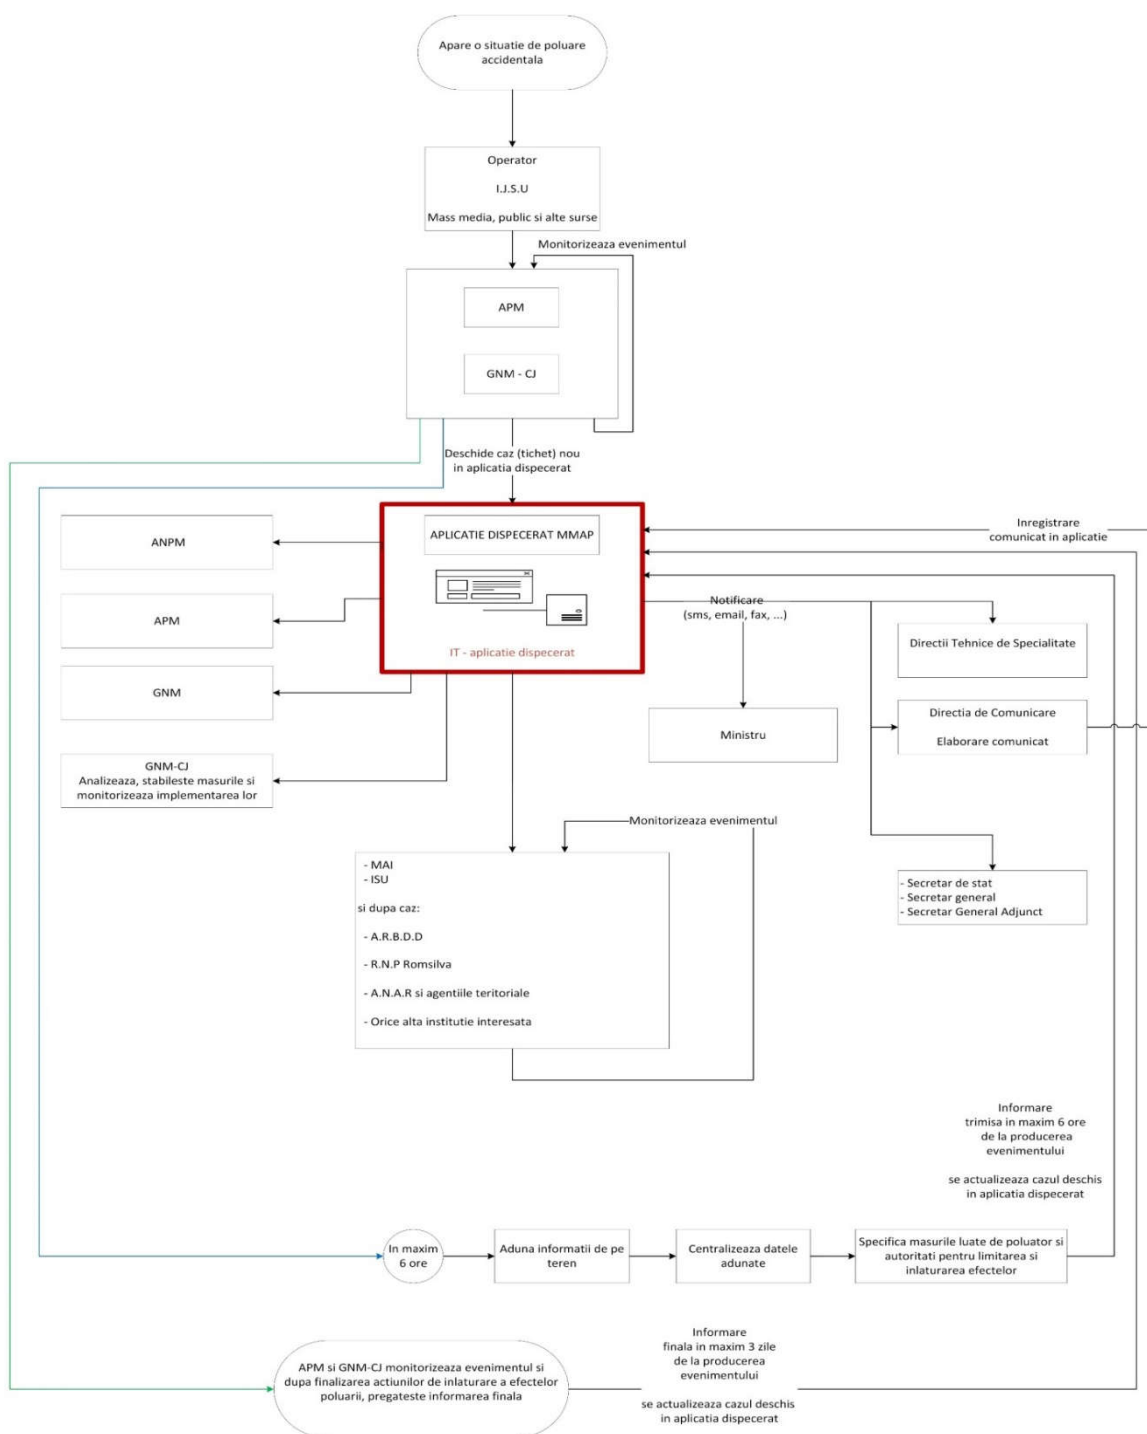 Apare o situatie de poluare
accidentala
Operator
I.J.S.U
Mass media, public si alte surse
Monitorizeaza evenimentul
APM
GNM - CJ
Deschide caz (tichet) nou
in aplicatia dispecerat
ANPM
APM
GNM
GNM-CJ
Analizeaza, stabileste masurile si
monitorizeaza implementarea lor
APLICATIE DISPECERAT MMAP
IT - aplicatie dispecerat
Inregistrare
comunicat in aplicatie
Notificare
(sms, email, fax, ...)
Directii Tehnice de Specialitate
Ministru
Directia de Comunicare
Elaborare comunicat
Monitorizeaza evenimentul
- MAI
- ISU
si dupa caz:
- A.R.B.D.D
- R.N.P Romsilva
- A.N.A.R si agentiile teritoriale
- Orice alta institutie interesata
- Secretar de stat
- Secretar general
- Secretar General Adjunct
Informare
trimisa in maxim 6 ore
de la producerea
evenimentului
se actualizeaza cazul deschis
in aplicatia dispecerat
In maxim
6 ore
Aduna informatii de pe
teren
Centralizeaza datele
adunate
Specifica masurile luate de poluator si
autoritati pentru limitarea si
inlaturarea efectelor
APM si GNM-CJ monitorizeaza evenimentul si
dupa finalizarea actiunilor de inlaturare a efectelor
poluarii, pregateste informarea finala
Informare
finala in maxim 3 zile
de la producerea
evenimentului
se actualizeaza cazul deschis
in aplicatia dispecerat